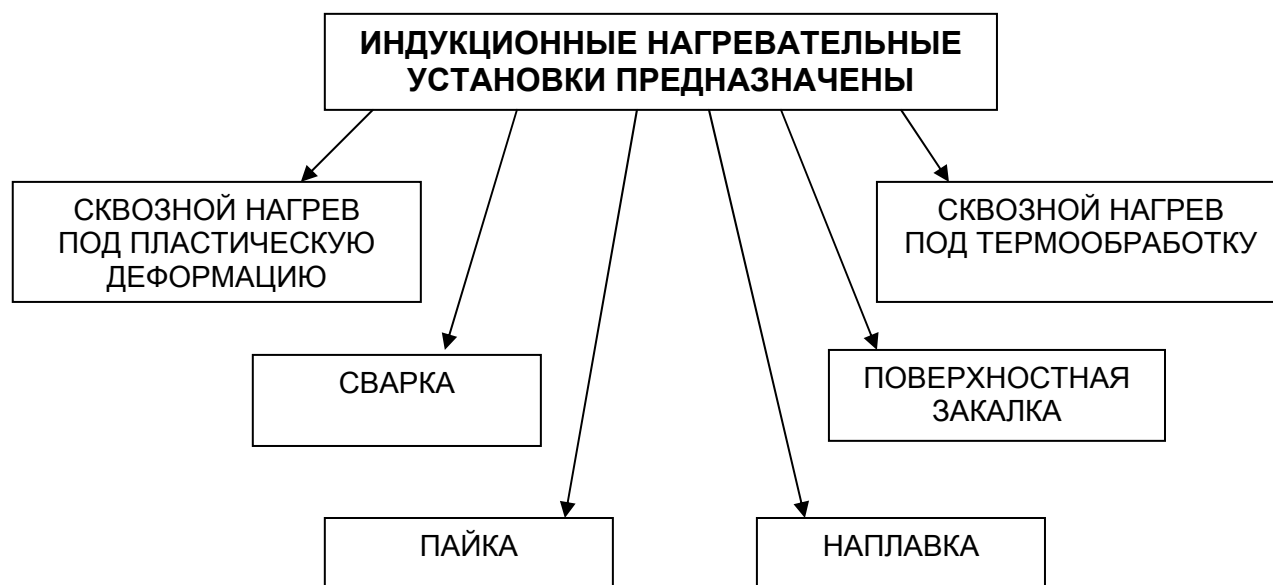 ИНДУКЦИОННЫЕ НАГРЕВАТЕЛЬНЫЕ
УСТАНОВКИ ПРЕДНАЗНАЧЕНЫ
СКВОЗНОЙ НАГРЕВ
ПОД ПЛАСТИЧЕСКУЮ
ДЕФОРМАЦИЮ
СКВОЗНОЙ НАГРЕВ
ПОД ТЕРМООБРАБОТКУ
СВАРКА
ПОВЕРХНОСТНАЯ
ЗАКАЛКА
ПАЙКА
НАПЛАВКА